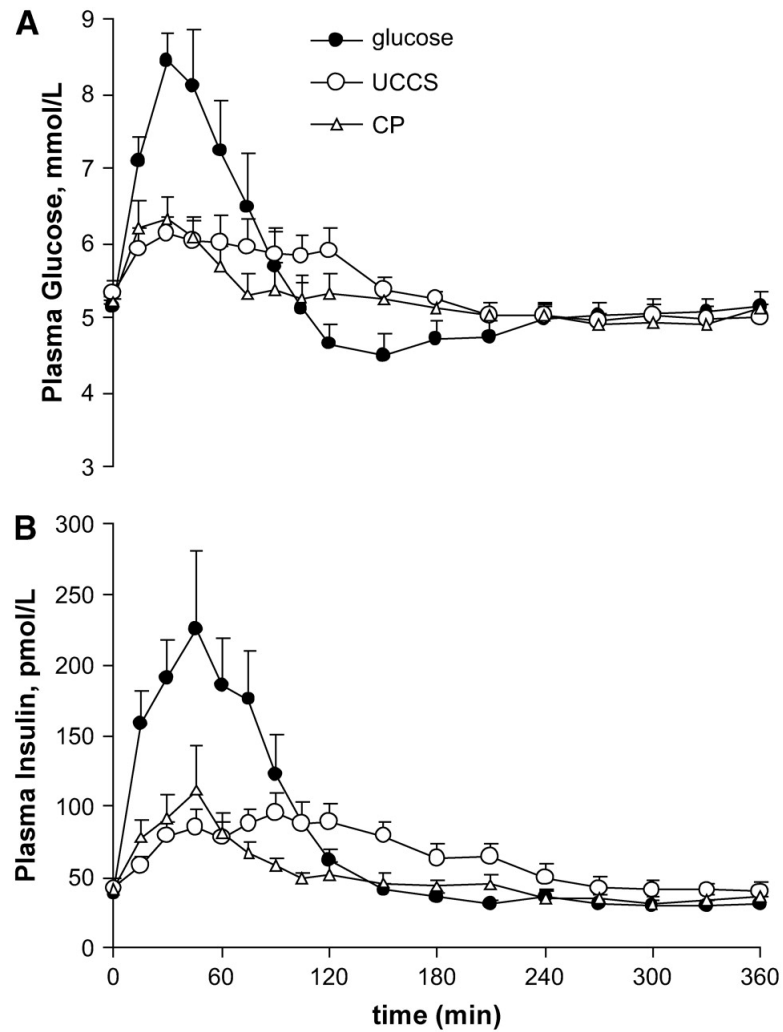 A
glucose
UCCS
CP
Plasma Glucose, mmol/L
9
8
7
6
5
4
3
B
Plasma Insulin, pmol/L
300
250
200
150
100
50
0
0 60 120 180 240 300 360
time (min)